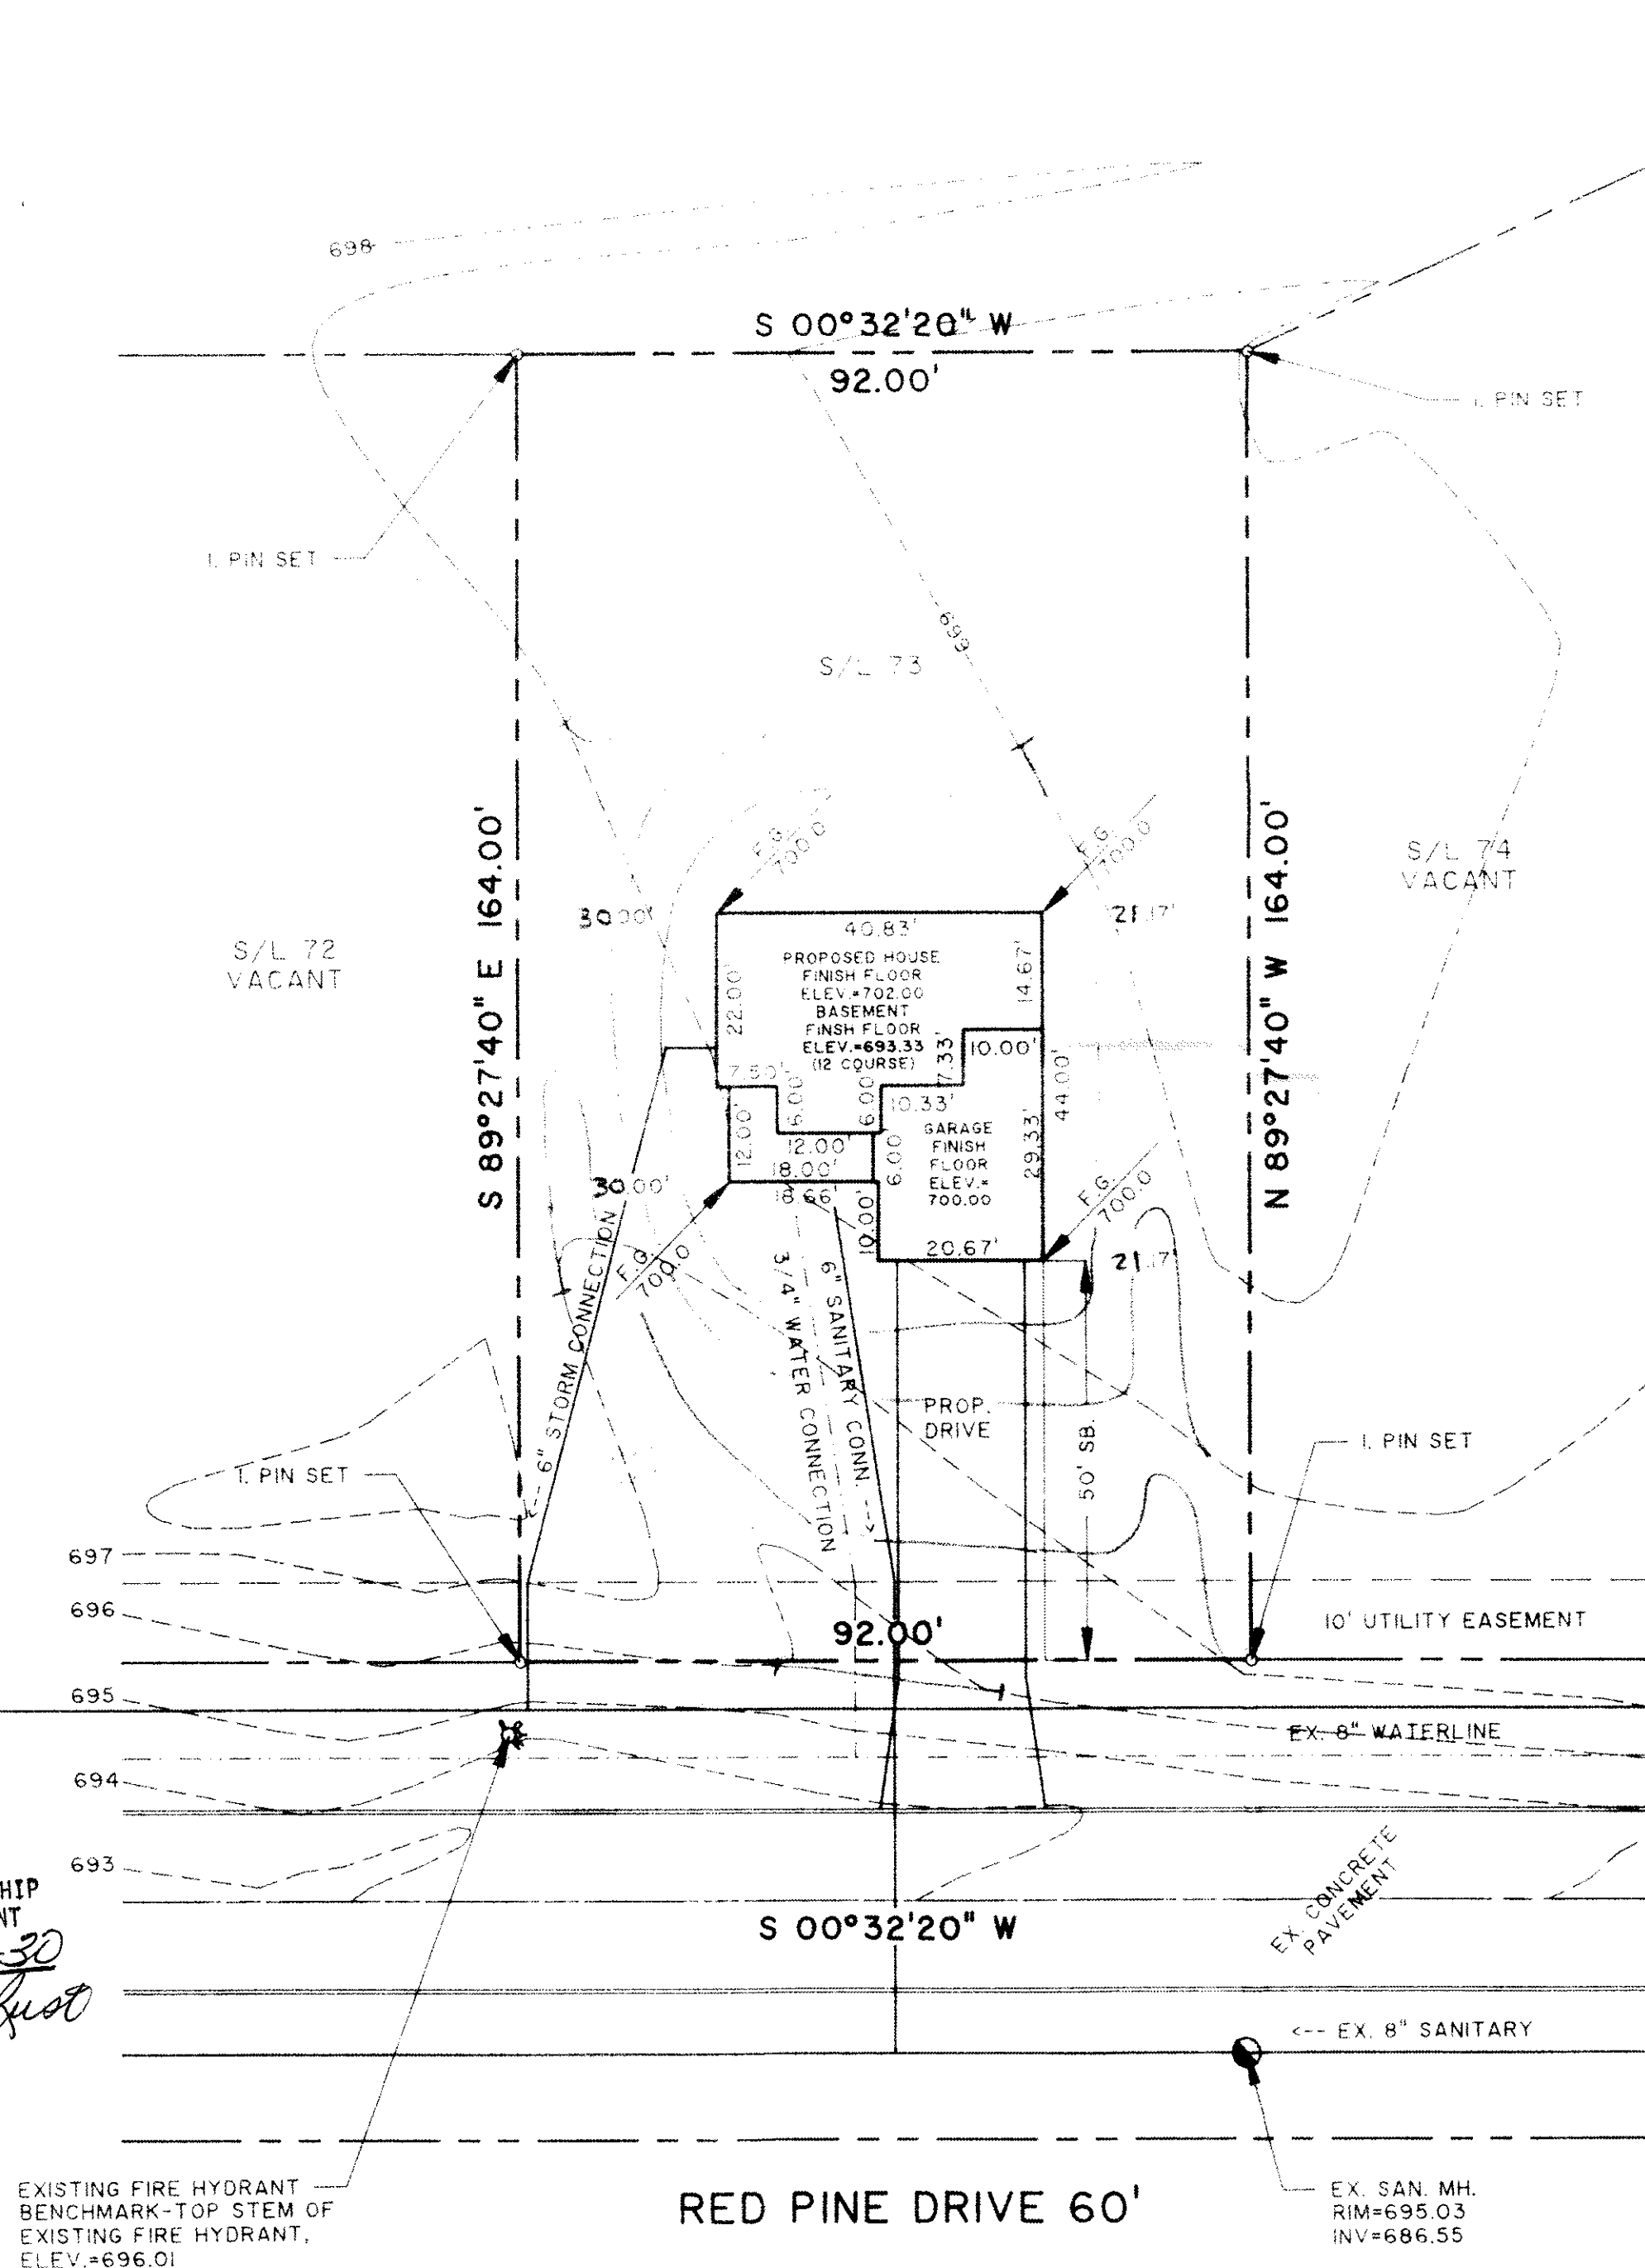 698
S 00°32'20" W
92.00'
I. PIN SET
I. PIN SET
699
S/L 73
S 89°27'40" E 164.00'
N 89°27'40" W 164.00'
F.G.
700.0
F.G.
700.0
S/L 74
VACANT
30.00'
21.17'
S/L 72
VACANT
40.83'
PROPOSED HOUSE
FINISH FLOOR
ELEV.=702.00
BASEMENT
FINSH FLOOR
ELEV.=693.33
(12 COURSE)
22.00'
14.67'
7.33'
10.00'
44.00'
7.50'
6.00'
6.00'
10.33'
12.00'
12.00'
18.00'
18.66'
6.00'
GARAGE
FINISH
FLOOR
ELEV.=
700.00
29.33'
30.00'
10.00'
20.67'
F.G.
700.0
F.G.
700.0
21.17'
<-- 6" STORM CONNECTION
3/4" WATER CONNECTION
6" SANITARY CONN. -->
PROP.
DRIVE
50' SB.
I. PIN SET
I. PIN SET
697
696
92.00'
10' UTILITY EASEMENT
695
EX. 8" WATERLINE
694
693
HIP
NT
30
Rust
S 00°32'20" W
EX. CONCRETE
PAVEMENT
<-- EX. 8" SANITARY
EXISTING FIRE HYDRANT
BENCHMARK-TOP STEM OF
EXISTING FIRE HYDRANT,
ELEV.=696.01
RED PINE DRIVE 60'
EX. SAN. MH.
RIM=695.03
INV=686.55